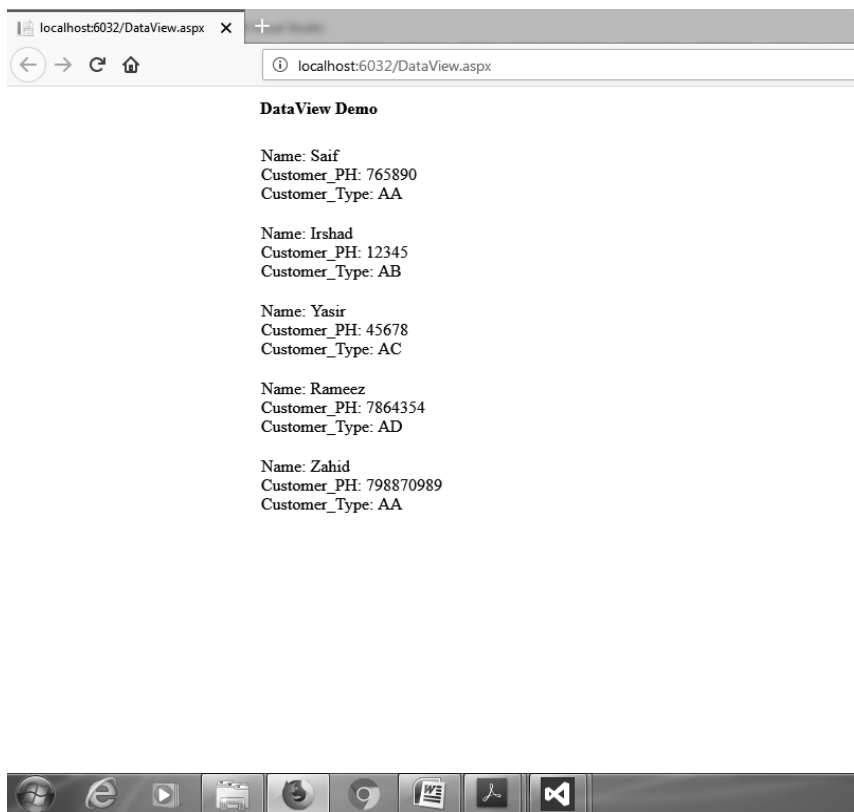 localhost:6032/DataView.aspx
localhost:6032/DataView.aspx
DataView Demo
Name: Saif
Customer_PH: 765890
Customer_Type: AA
Name: Irshad
Customer_PH: 12345
Customer_Type: AB
Name: Yasir
Customer_PH: 45678
Customer_Type: AC
Name: Rameez
Customer_PH: 7864354
Customer_Type: AD
Name: Zahid
Customer_PH: 798870989
Customer_Type: AA